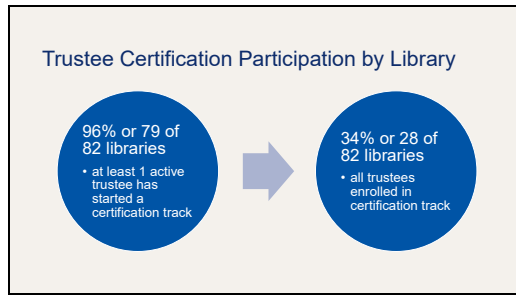 Trustee Certification Participation by Library
96% or 79 of
82 libraries
• at least 1 active
trustee has
started a
certification track
34% or 28 of
82 libraries
• all trustees
enrolled in
certification track